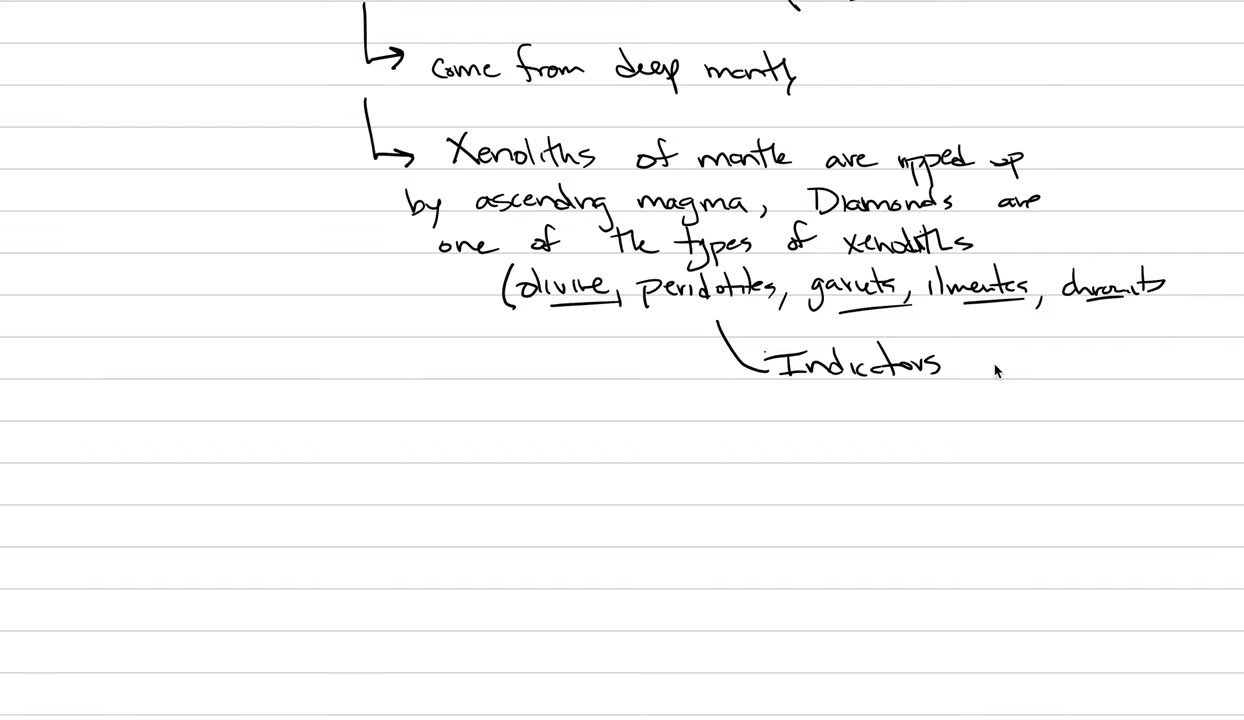 come from deep mantle
Xenoliths of mantle are ripped up
by ascending magma, Diamonds are
one of the types of xenoliths
(olivine, peridotites, garnets, ilmenites, chromite
Indicators